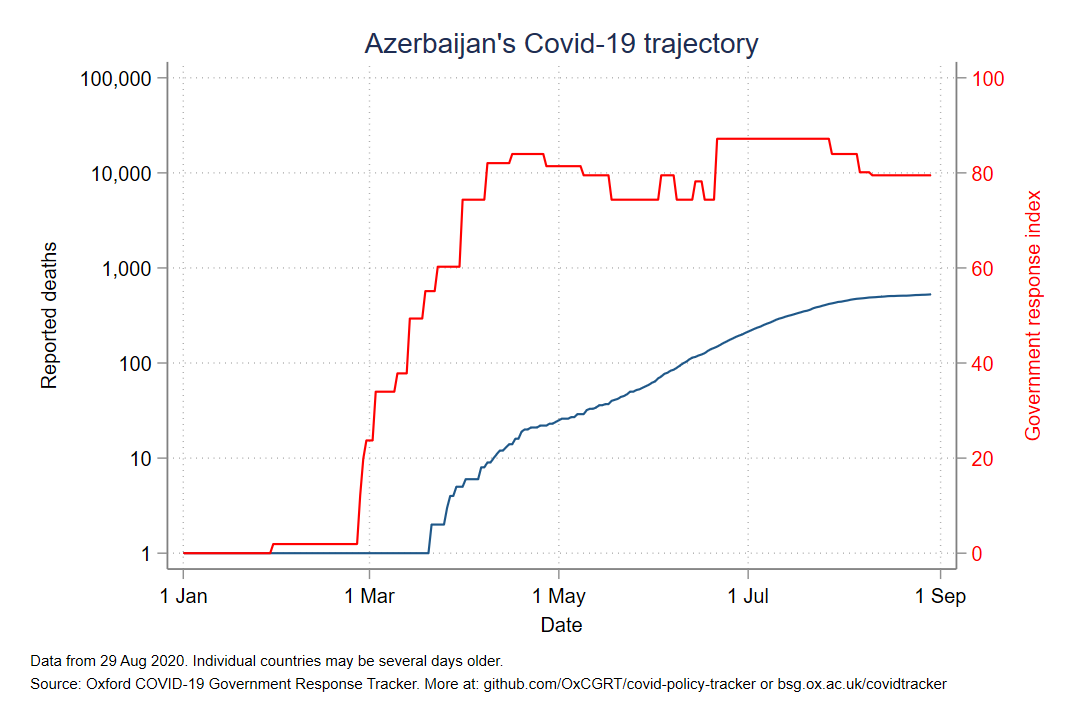 Azerbaijan's Covid-19 trajectory
100,000
10,000
1,000
100
10
1
Reported deaths
100
80
60
40
20
0
Government response index
1 Jan
1 Mar
1 May
1 Jul
1 Sep
Date
Data from 29 Aug 2020. Individual countries may be several days older.
Source: Oxford COVID-19 Government Response Tracker. More at: github.com/OxCGRT/covid-policy-tracker or bsg.ox.ac.uk/covidtracker